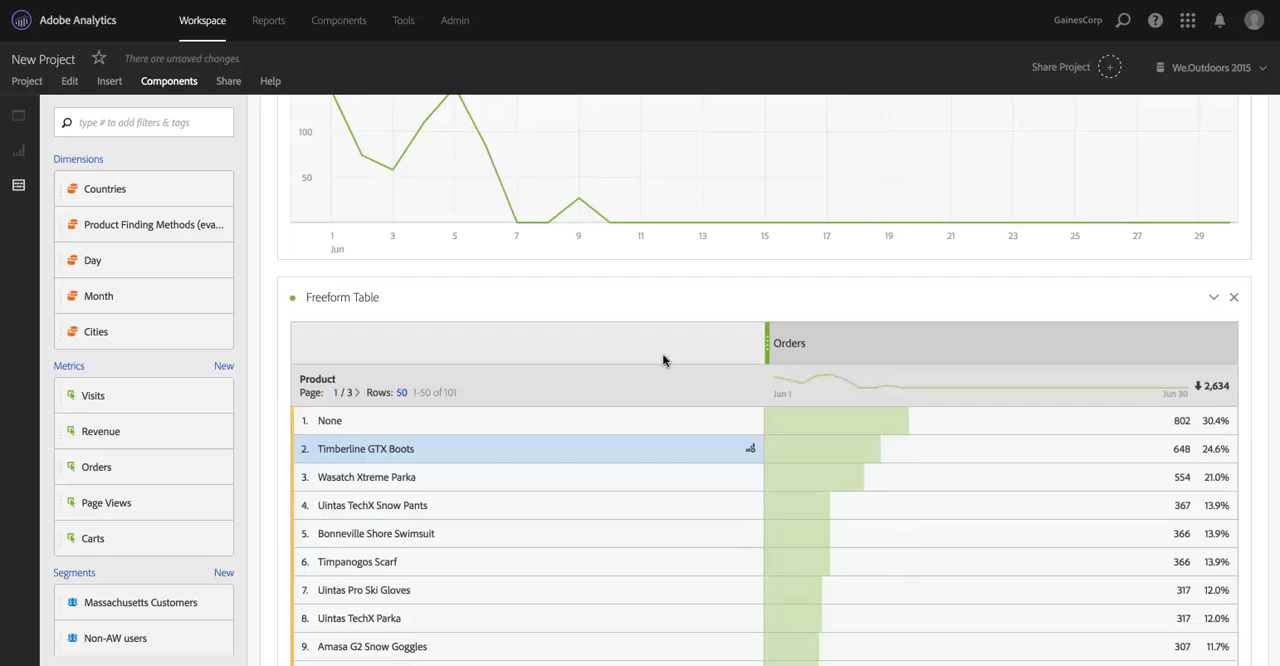 Adobe Analytics Workspace Reports Components Tools Admin GainesCorp
New Project There are unsaved changes. Share Project We.Outdoors 2015
Project Edit Insert Components Share Help
type # to add filters & tags
Dimensions
Countries
Product Finding Methods (eva...
Day
Month
Cities
Metrics New
Visits
Revenue
Orders
Page Views
Carts
Segments New
Massachusetts Customers
Non-AW users
100
50
1 3 5 7 9 11 13 15 17 19 21 23 25 27 29
Jun
Freeform Table
Orders
Product
Page: 1 / 3 > Rows: 50 1-50 of 101
Jun 1 Jun 30 2,634
1. None 802 30.4%
2. Timberline GTX Boots 648 24.6%
3. Wasatch Xtreme Parka 554 21.0%
4. Uintas TechX Snow Pants 367 13.9%
5. Bonneville Shore Swimsuit 366 13.9%
6. Timpanogos Scarf 366 13.9%
7. Uintas Pro Ski Gloves 317 12.0%
8. Uintas TechX Parka 317 12.0%
9. Amasa G2 Snow Goggles 307 11.7%